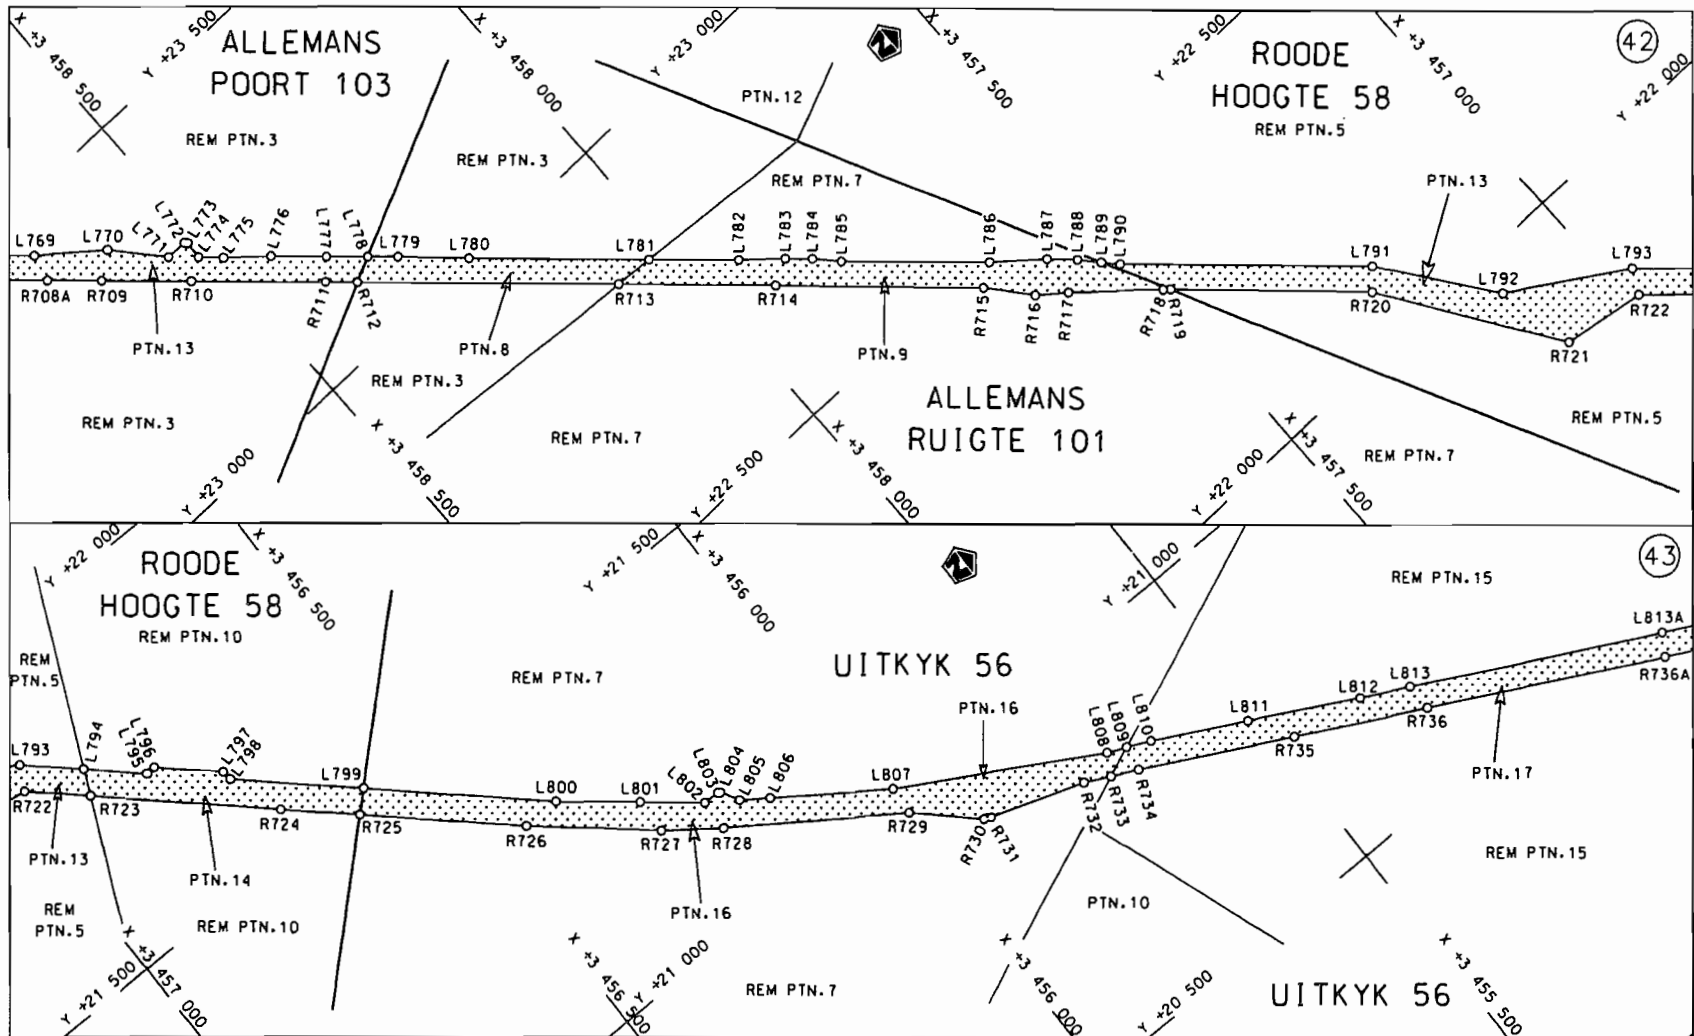 X +3 458 500
Y +23 500
ALLEMANS
POORT 103
X +3 458 000
Y +23 000
X +3 457 500
Y +22 500
ROODE
HOOGTE 58
REM PTN.5
X +3 457 000
42
Y +22 000
REM PTN.3
REM PTN.3
PTN.12
REM PTN.7
PTN.13
L769
L770
L771
L772
L773
L774
L775
L776
L777
L778
L779
L780
L781
L782
L783
L784
L785
L786
L787
L788
L789
L790
L791
L792
L793
R708A
R709
R710
R711
R712
R713
R714
R715
R716
R717
R718
R719
R720
R721
R722
PTN.13
PTN.8
PTN.9
REM PTN.3
REM PTN.3
REM PTN.7
ALLEMANS
RUIGTE 101
REM PTN.5
REM PTN.7
Y +23 000
X +3 458 500
Y +22 500
X +3 458 000
Y +22 000
X +3 457 500
Y +22 000
ROODE
HOOGTE 58
REM PTN.10
X +3 456 500
Y +21 500
X +3 456 000
Y +21 000
43
REM PTN.15
REM
PTN.5
REM PTN.7
UITKYK 56
PTN.16
L793
L794
L795
L796
L797
L798
L799
L800
L801
L802
L803
L804
L805
L806
L807
L808
L809
L810
L811
L812
L813
L813A
R722
R723
R724
R725
R726
R727
R728
R729
R730
R731
R732
R733
R734
R735
R736
R736A
PTN.13
PTN.14
PTN.16
PTN.17
REM
PTN.5
REM PTN.10
PTN.10
REM PTN.15
REM PTN.7
UITKYK 56
Y +21 500
X +3 457 000
X +3 456 500
Y +21 000
X +3 456 000
Y +20 500
X +3 455 500